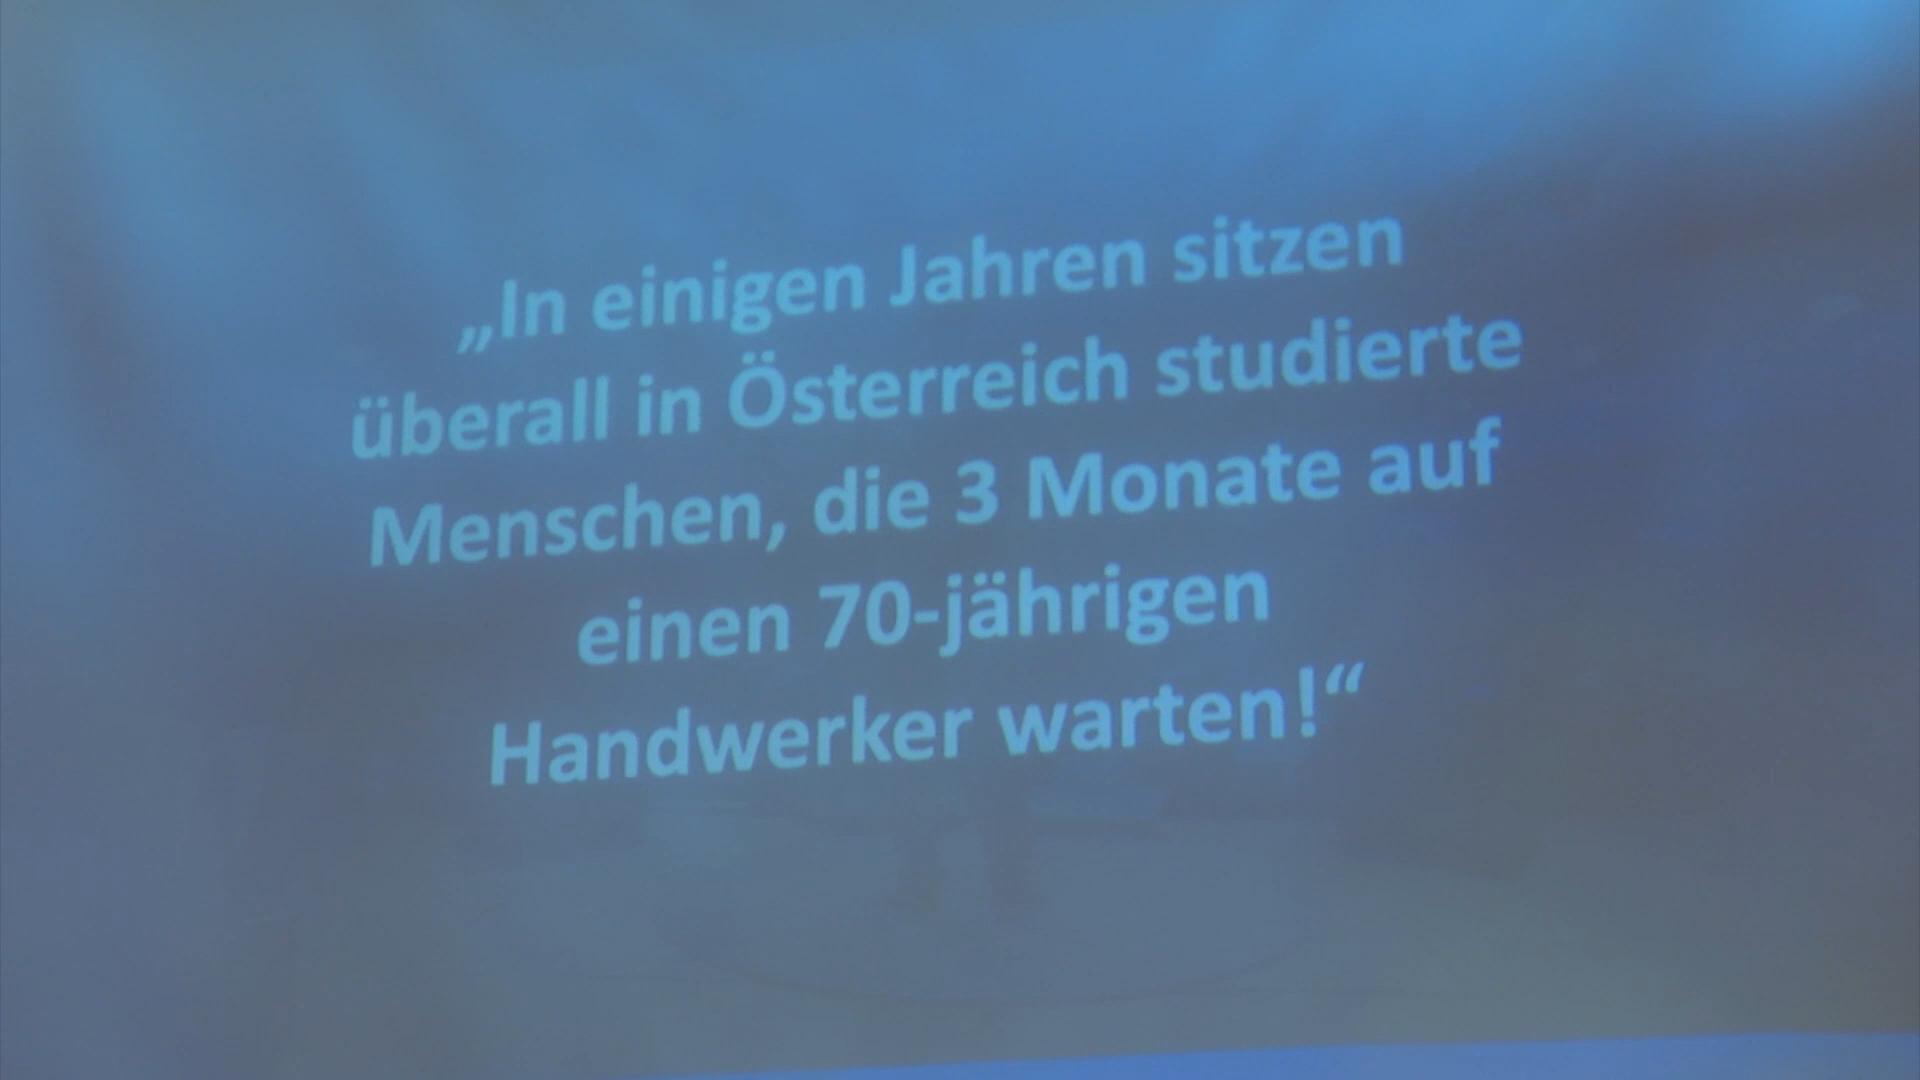 „In einigen Jahren sitzen
überall in Österreich studierte
Menschen, die 3 Monate auf
einen 70-jährigen
Handwerker warten!“